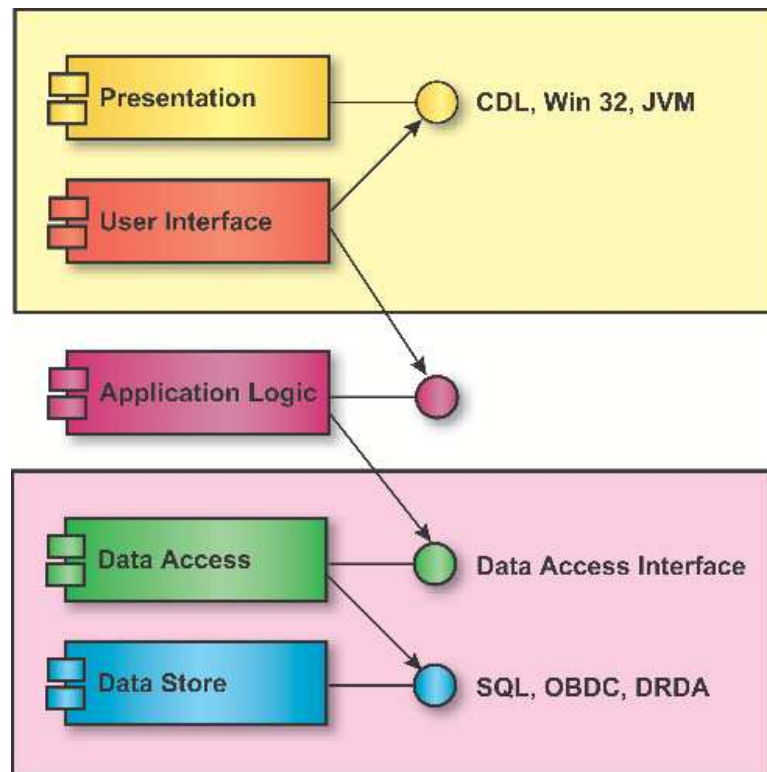 Presentation
CDL, Win 32, JVM
User Interface
Application Logic
Data Access
Data Access Interface
Data Store
SQL, OBDC, DRDA